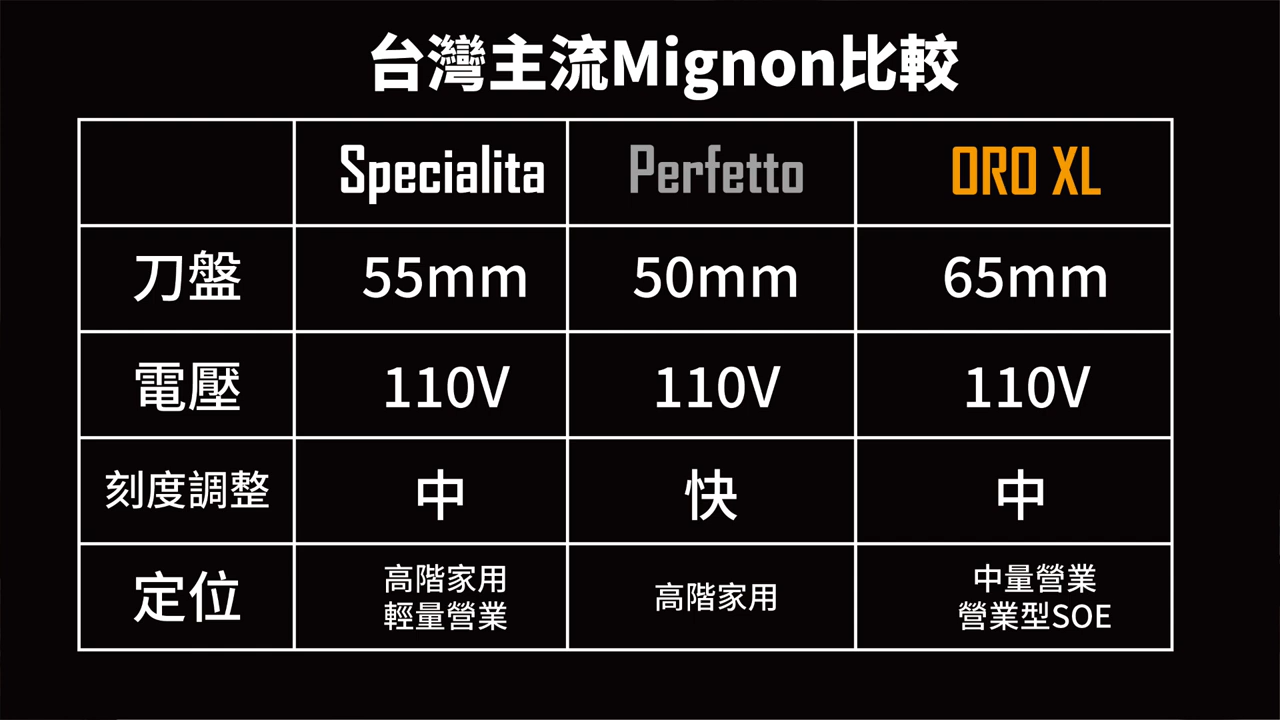 台灣主流Mignon比較
Specialita Perfetto ORO XL
刀盤 55mm 50mm 65mm
電壓 110V 110V 110V
刻度調整 中 快 中
定位 高階家用 輕量營業 高階家用 中量營業 營業型SOE